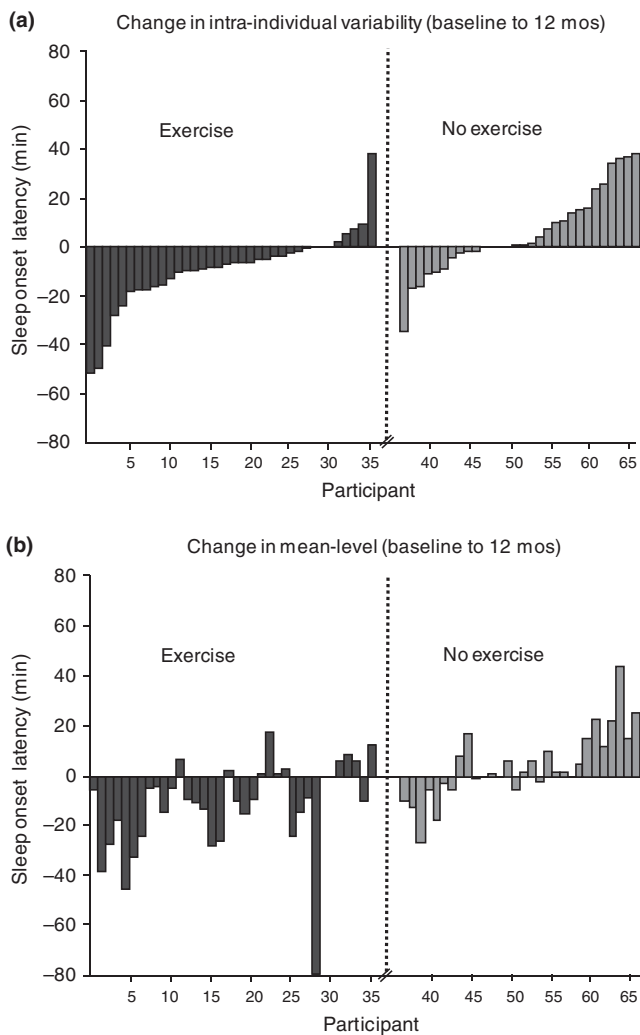 (a) Change in intra-individual variability (baseline to 12 mos)
80
60
40
20
0
−20
−40
−60
−80
Sleep onset latency (min)
Exercise
No exercise
5 10 15 20 25 30 35 40 45 50 55 60 65
Participant
(b) Change in mean-level (baseline to 12 mos)
80
60
40
20
0
−20
−40
−60
−80
Sleep onset latency (min)
Exercise
No exercise
5 10 15 20 25 30 35 40 45 50 55 60 65
Participant